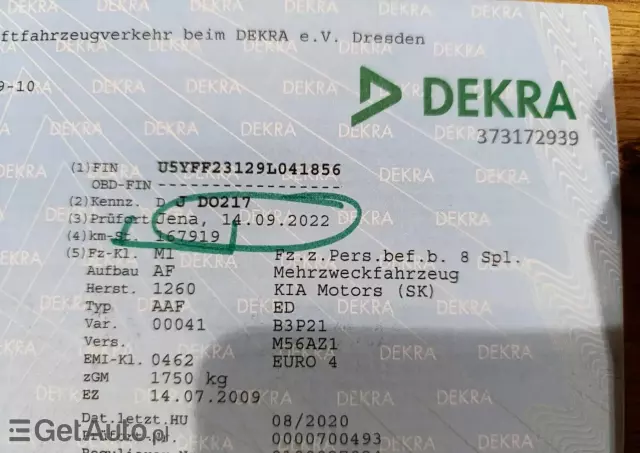 ftfahrzeugverkehr beim DEKRA e.V. Dresden
9-10
DEKRA
373172939
(1) FIN U5YFF23129L041856
OBD-FIN -----------------
(2) Kennz. D J DO217
(3) Prüfort Jena, 14.09.2022
(4) km-St. 167919
(5) Fz-Kl. M1 Fz.z.Pers.bef.b. 8 Spl.
Aufbau AF Mehrzweckfahrzeug
Herst. 1260 KIA Motors (SK)
Typ AAF ED
Var. 00041 B3P21
Vers. M56AZ1
EMI-Kl. 0462 EURO 4
zGM 1750 kg
EZ 14.07.2009
Dat.letzt.HU 08/2020
0000700493
GetAuto.pl